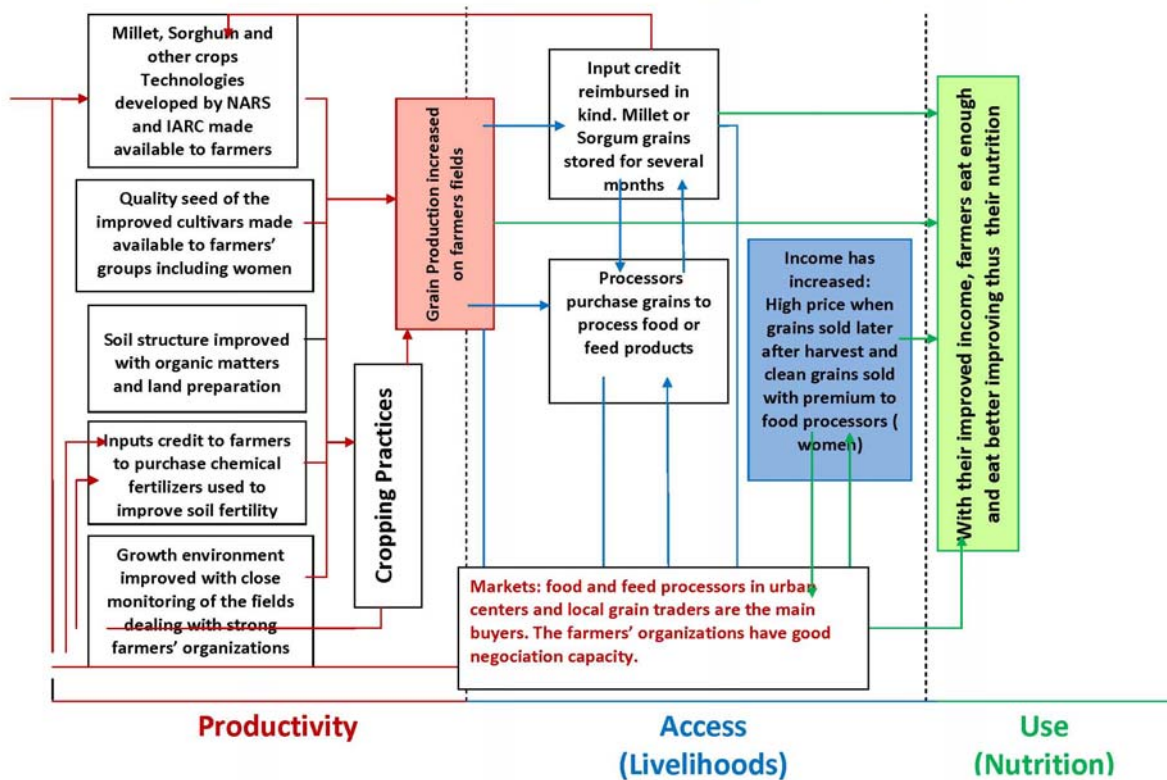 Millet, Sorghum and
other crops
Technologies
developed by NARS
and IARC made
available to farmers
Quality seed of the
improved cultivars made
available to farmers'
groups including women
Soil structure improved
with organic matters
and land preparation
Inputs credit to farmers
to purchase chemical
fertilizers used to
improve soil fertility
Growth environment
improved with close
monitoring of the fields
dealing with strong
farmers' organizations
Cropping Practices
Grain Production increased
on farmers fields
Input credit
reimbursed in
kind. Millet or
Sorgum grains
stored for several
months
Processors
purchase grains to
process food or
feed products
Income has
increased:
High price when
grains sold later
after harvest and
clean grains sold
with premium to
food processors (
women)
Markets: food and feed processors in urban
centers and local grain traders are the main
buyers. The farmers' organizations have good
negociation capacity.
With their improved income, farmers eat enough
and eat better improving thus their nutrition
Productivity
Access
(Livelihoods)
Use
(Nutrition)